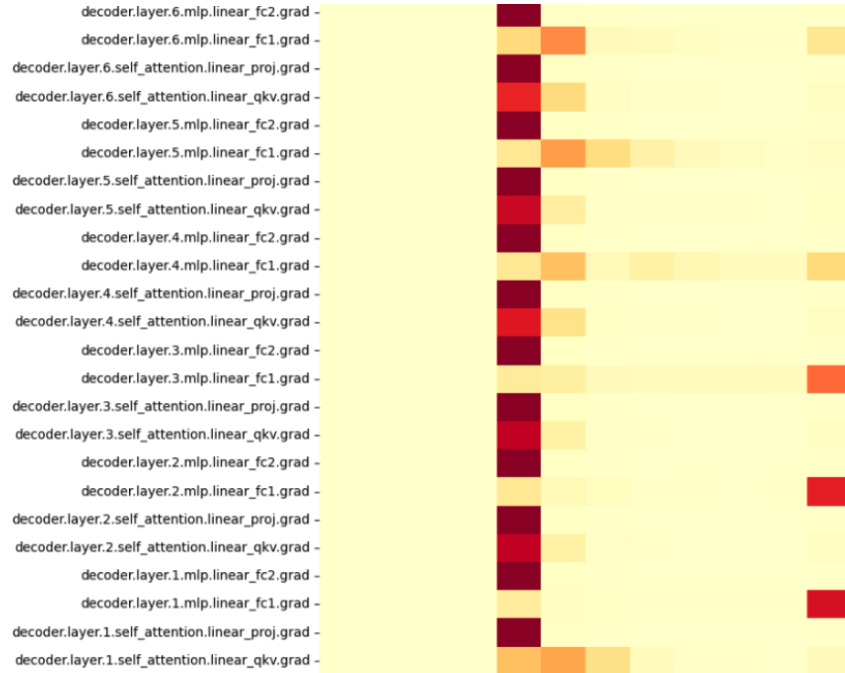 decoder.layer.6.mlp.linear_fc2.grad
decoder.layer.6.mlp.linear_fc1.grad
decoder.layer.6.self_attention.linear_proj.grad
decoder.layer.6.self_attention.linear_qkv.grad
decoder.layer.5.mlp.linear_fc2.grad
decoder.layer.5.mlp.linear_fc1.grad
decoder.layer.5.self_attention.linear_proj.grad
decoder.layer.5.self_attention.linear_qkv.grad
decoder.layer.4.mlp.linear_fc2.grad
decoder.layer.4.mlp.linear_fc1.grad
decoder.layer.4.self_attention.linear_proj.grad
decoder.layer.4.self_attention.linear_qkv.grad
decoder.layer.3.mlp.linear_fc2.grad
decoder.layer.3.mlp.linear_fc1.grad
decoder.layer.3.self_attention.linear_proj.grad
decoder.layer.3.self_attention.linear_qkv.grad
decoder.layer.2.mlp.linear_fc2.grad
decoder.layer.2.mlp.linear_fc1.grad
decoder.layer.2.self_attention.linear_proj.grad
decoder.layer.2.self_attention.linear_qkv.grad
decoder.layer.1.mlp.linear_fc2.grad
decoder.layer.1.mlp.linear_fc1.grad
decoder.layer.1.self_attention.linear_proj.grad
decoder.layer.1.self_attention.linear_qkv.grad